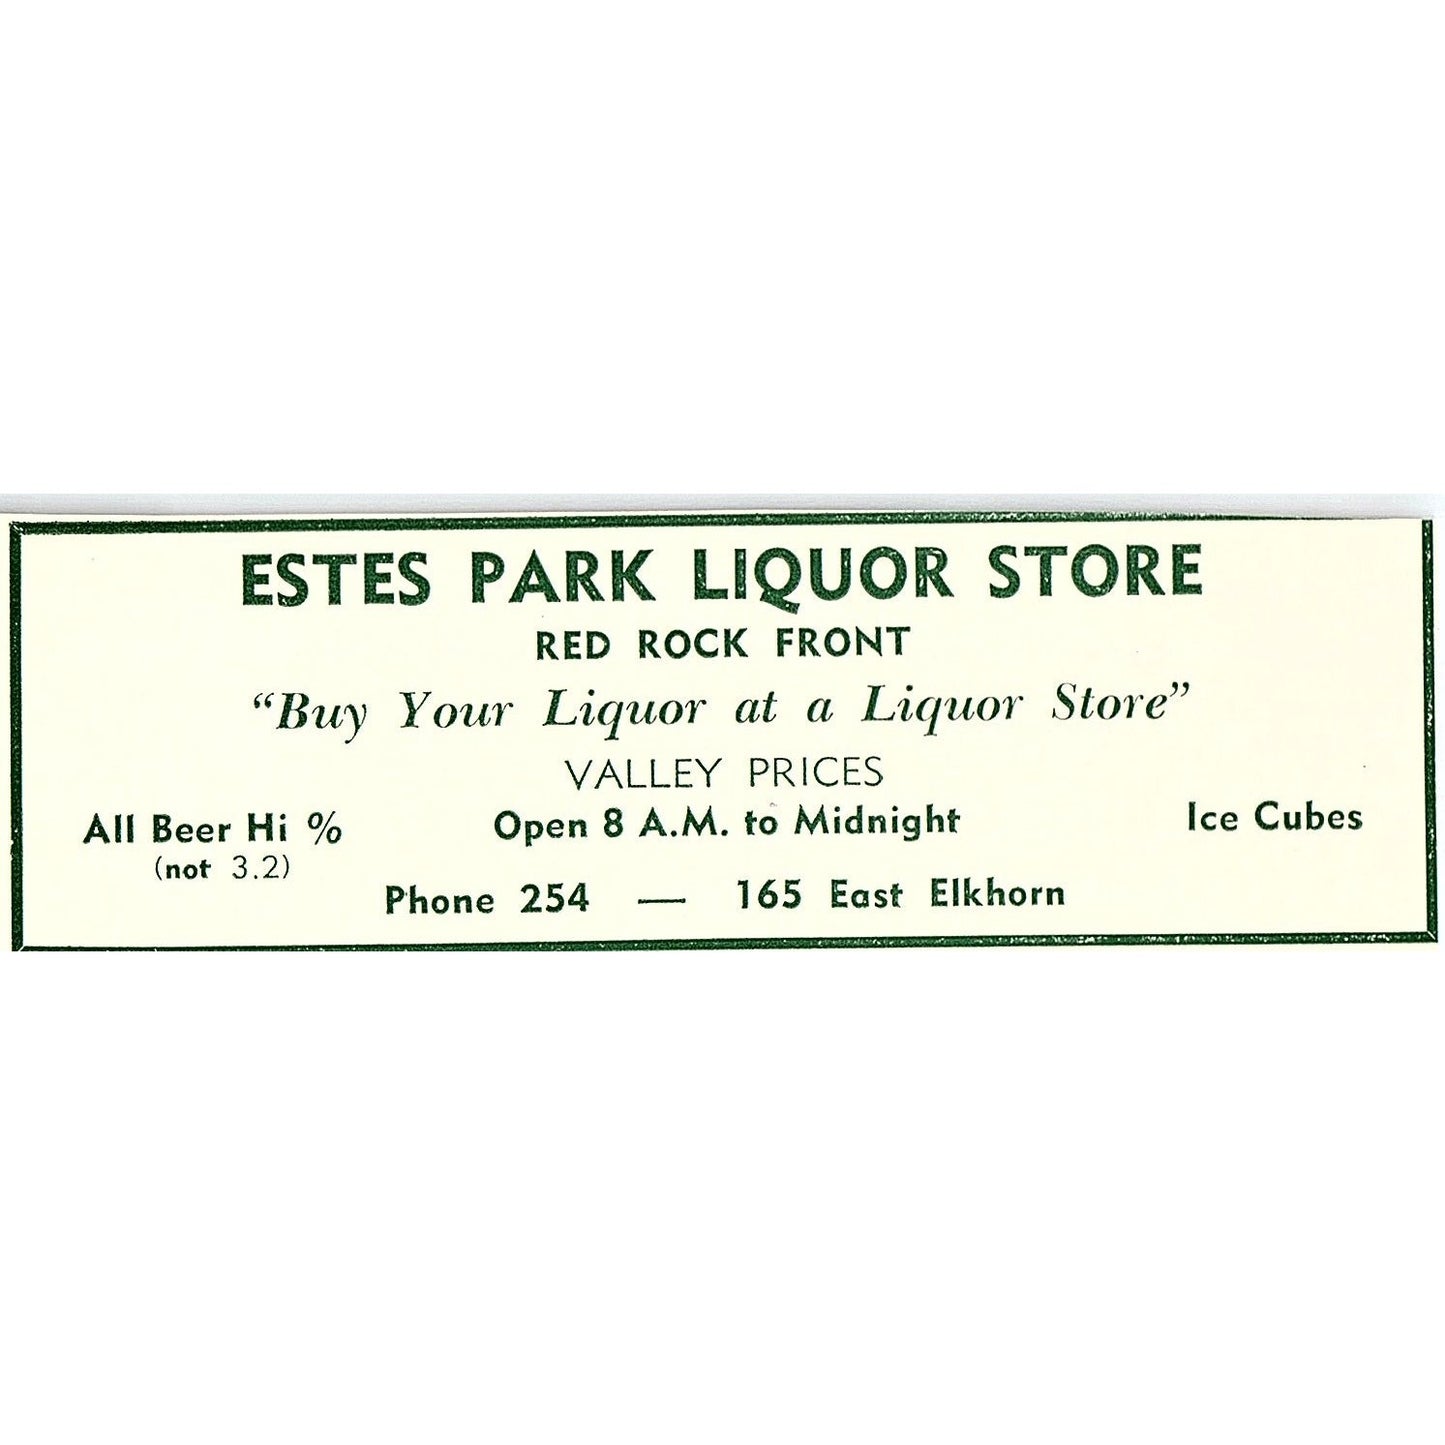 ESTES PARK LIQUOR STORE
RED ROCK FRONT
“Buy Your Liquor at a Liquor Store”
VALLEY PRICES
All Beer Hi %
(not 3.2)
Open 8 A.M. to Midnight
Ice Cubes
Phone 254 — 165 East Elkhorn